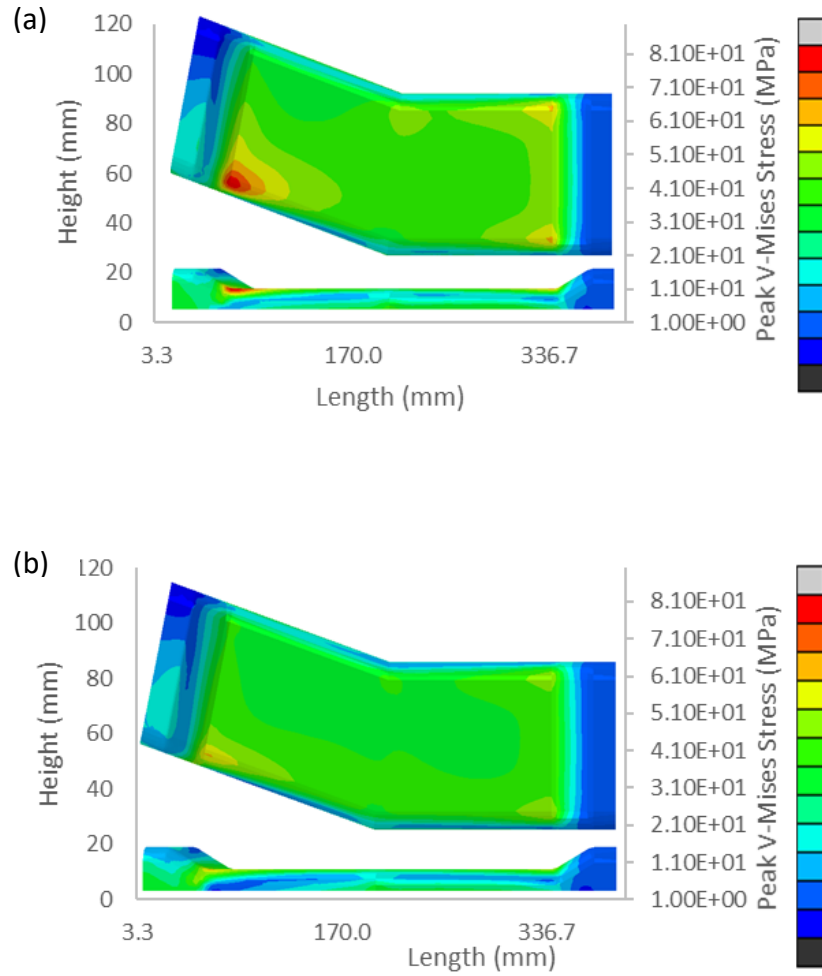 (a)
120
100
80
60
40
20
0
Height (mm)
3.3 170.0 336.7
Length (mm)
8.10E+01
7.10E+01
6.10E+01
5.10E+01
4.10E+01
3.10E+01
2.10E+01
1.10E+01
1.00E+00
Peak V-Mises Stress (MPa)
(b)
120
100
80
60
40
20
0
Height (mm)
3.3 170.0 336.7
Length (mm)
8.10E+01
7.10E+01
6.10E+01
5.10E+01
4.10E+01
3.10E+01
2.10E+01
1.10E+01
1.00E+00
Peak V-Mises Stress (MPa)